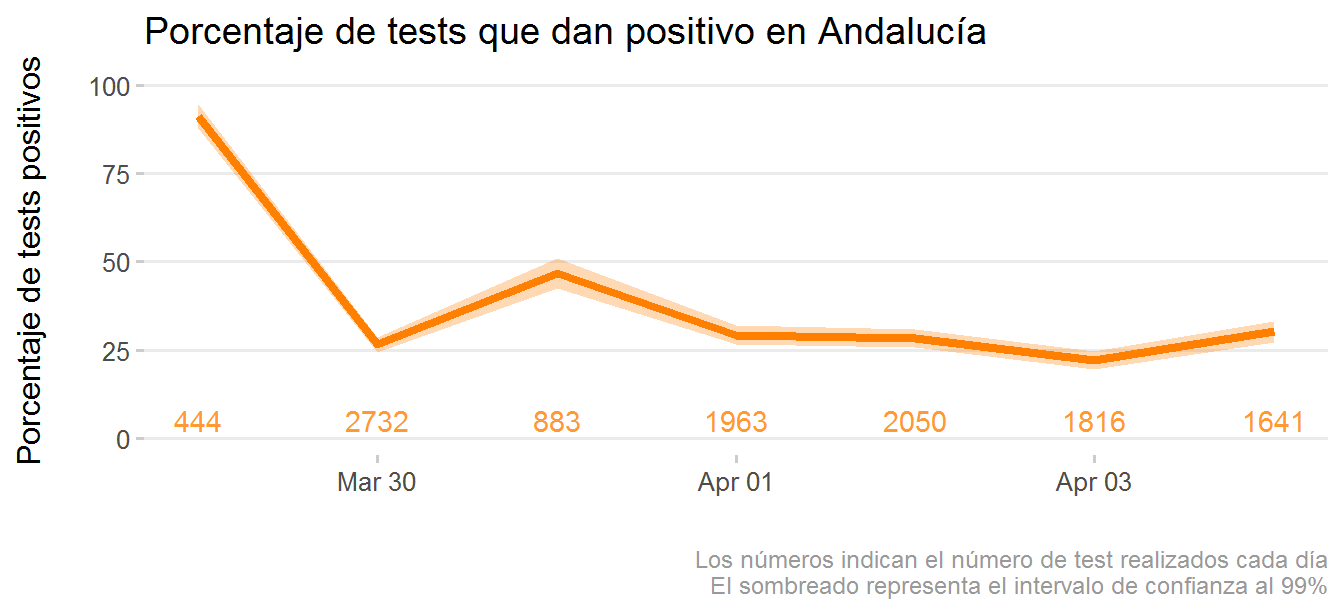 Porcentaje de tests que dan positivo en Andalucía
Porcentaje de tests positivos
100
75
50
25
0
444 2732 883 1963 2050 1816 1641
Mar 30 Apr 01 Apr 03
Los números indican el número de test realizados cada día
El sombreado representa el intervalo de confianza al 99%